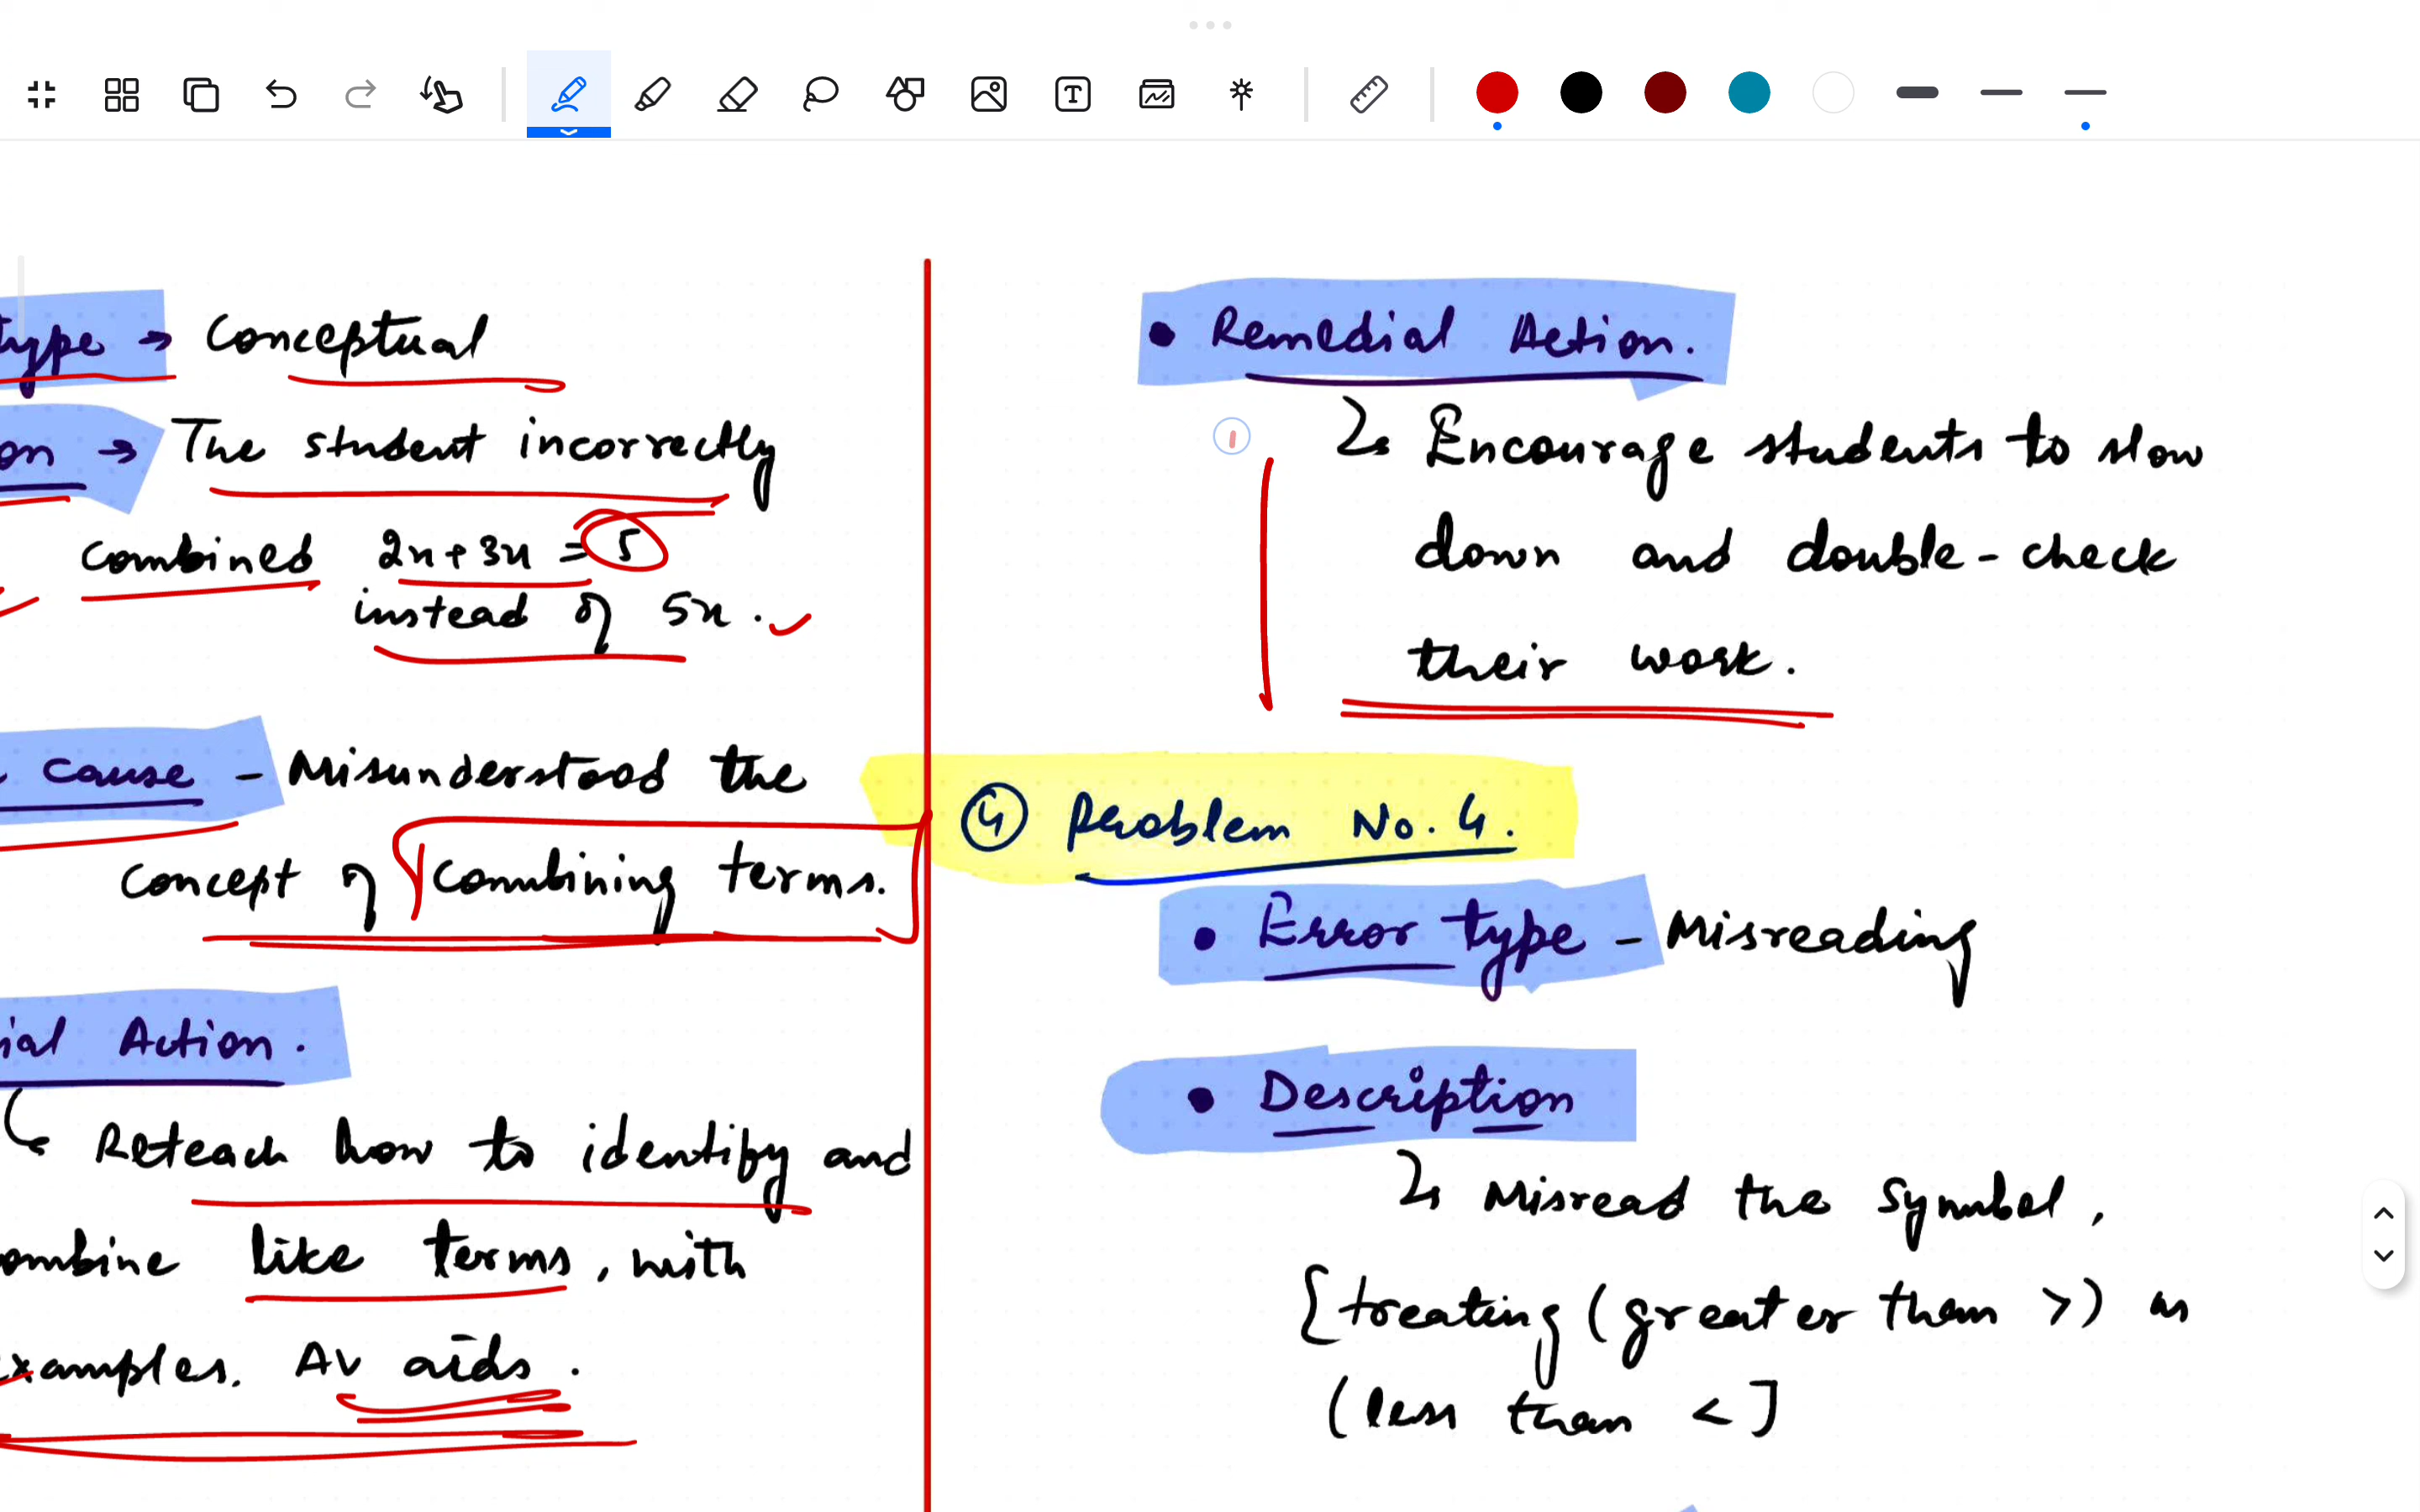 type → Conceptual
on → The student incorrectly
combined 2x+3x = 5
instead of 5x.
cause - Misunderstood the
concept of combining terms.
ial Action.
Reteach how to identify and
ombine like terms, with
examples. AV aids.
• Remedial Action.
Encourage students to slow
down and double-check
their work.
④ Problem No. 4.
• Error type - Misreading
• Description
Misread the symbol,
{treating (greater than >) as
(less than <]